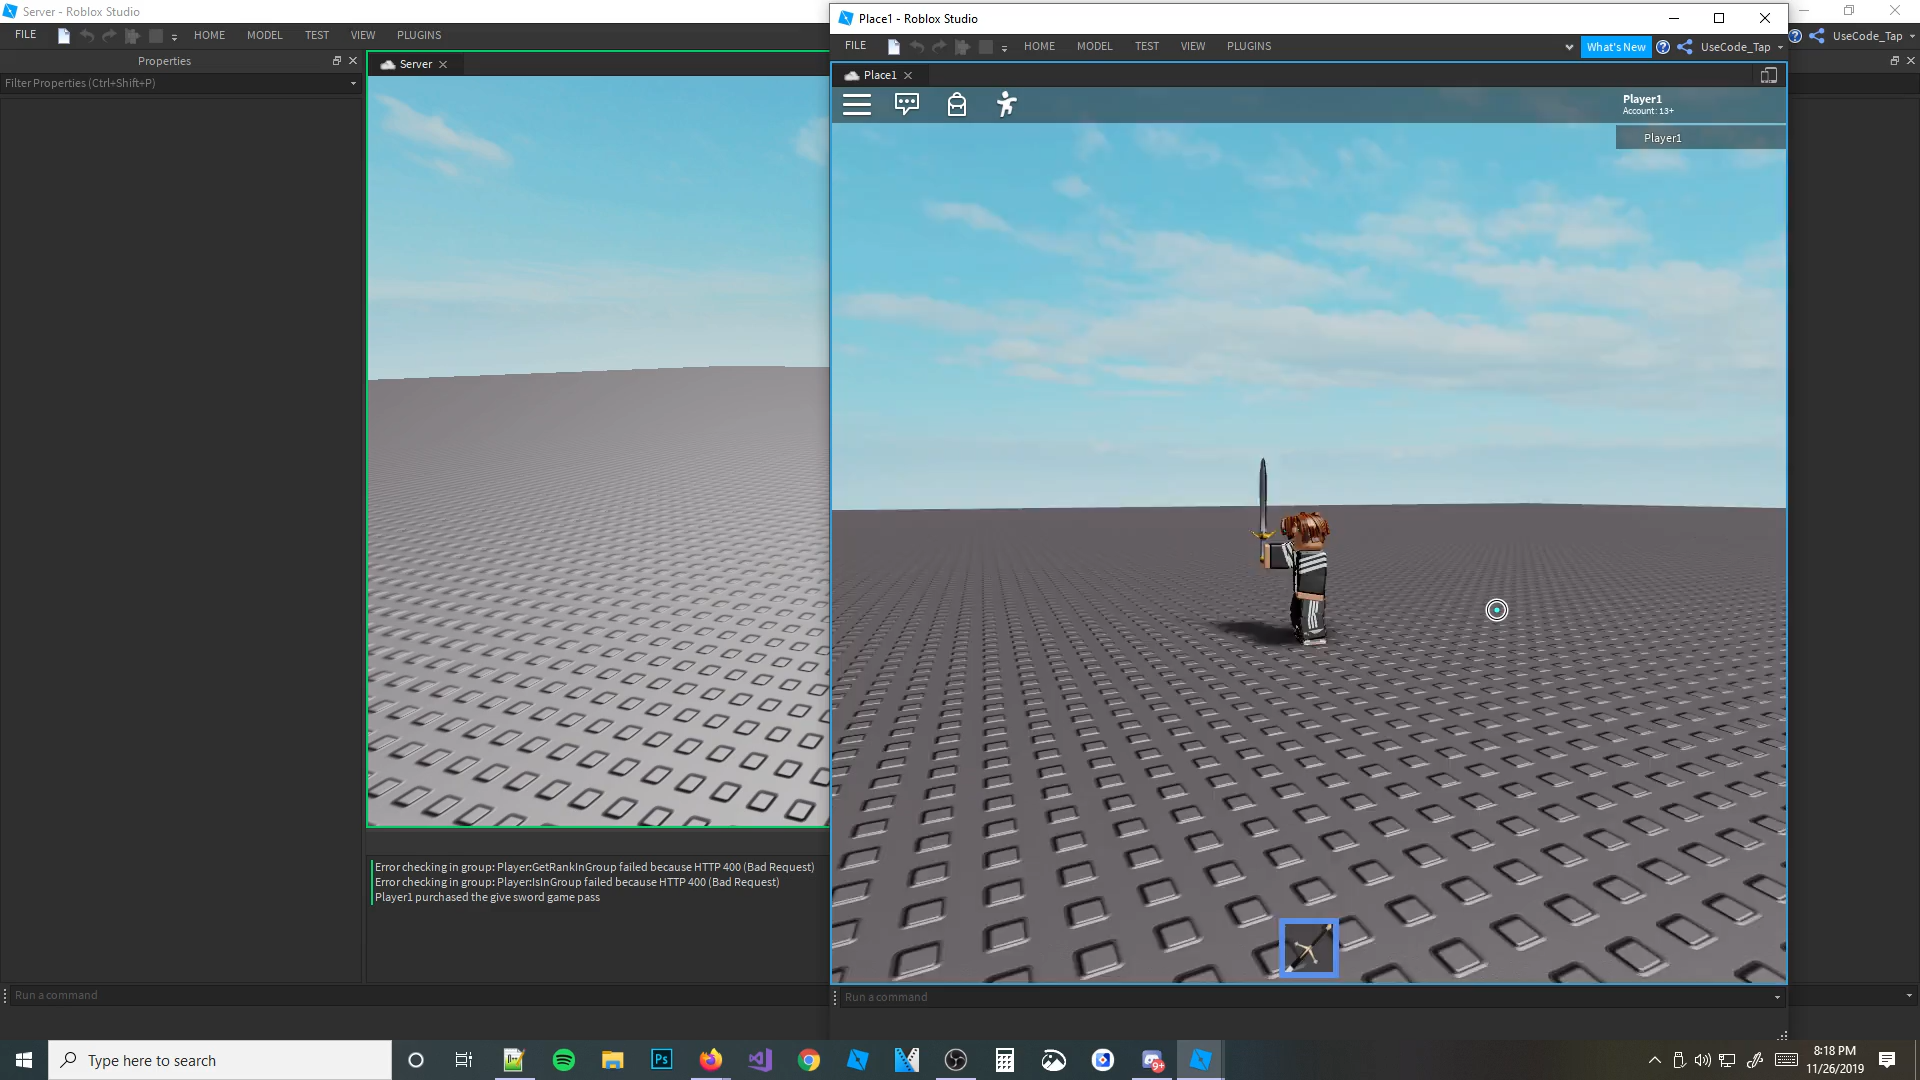 Server - Roblox Studio
FILE
HOME
MODEL
TEST
VIEW
PLUGINS
UseCode_Tap
Properties
Filter Properties (Ctrl+Shift+P)
Server
Place1 - Roblox Studio
FILE
HOME
MODEL
TEST
VIEW
PLUGINS
What's New
UseCode_Tap
Place1
Player1
Account: 13+
Player1
Error checking in group: Player:GetRankInGroup failed because HTTP 400 (Bad Request)
Error checking in group: Player:IsInGroup failed because HTTP 400 (Bad Request)
Player1 purchased the give sword game pass
Run a command
Run a command
Type here to search
Ps
9+
8:18 PM
11/26/2019